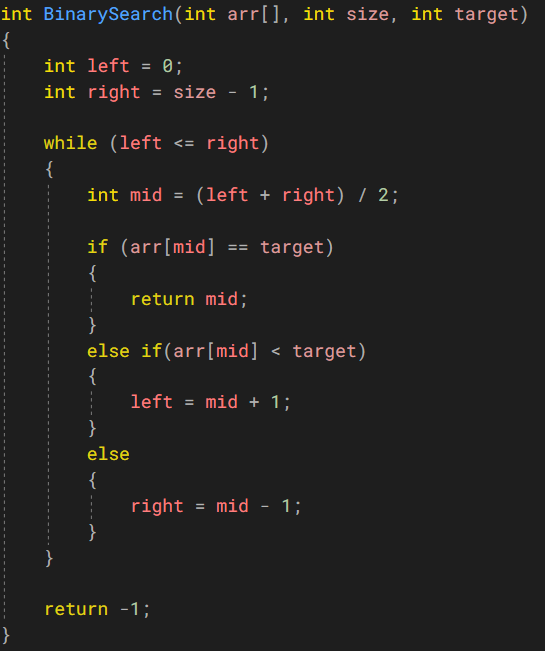 int BinarySearch(int arr[], int size, int target)
{
    int left = 0;
    int right = size - 1;

    while (left <= right)
    {
        int mid = (left + right) / 2;

        if (arr[mid] == target)
        {
            return mid;
        }
        else if(arr[mid] < target)
        {
            left = mid + 1;
        }
        else
        {
            right = mid - 1;
        }
    }

    return -1;
}